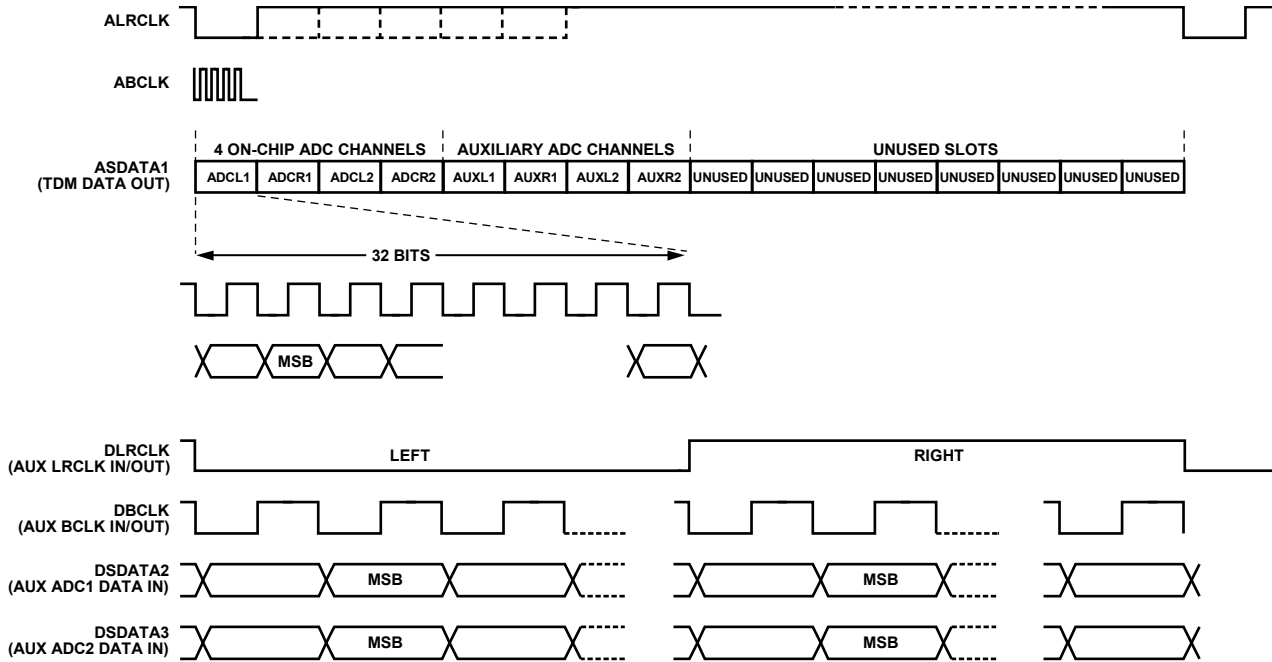 ALRCLK
ABCLK
4 ON-CHIP ADC CHANNELS AUXILIARY ADC CHANNELS UNUSED SLOTS
ASDATA1
(TDM DATA OUT)
ADCL1 ADCR1 ADCL2 ADCR2 AUXL1 AUXR1 AUXL2 AUXR2 UNUSED UNUSED UNUSED UNUSED UNUSED UNUSED UNUSED UNUSED
32 BITS
MSB
DLRCLK
(AUX LRCLK IN/OUT)
LEFT RIGHT
DBCLK
(AUX BCLK IN/OUT)
DSDATA2
(AUX ADC1 DATA IN)
MSB MSB
DSDATA3
(AUX ADC2 DATA IN)
MSB MSB